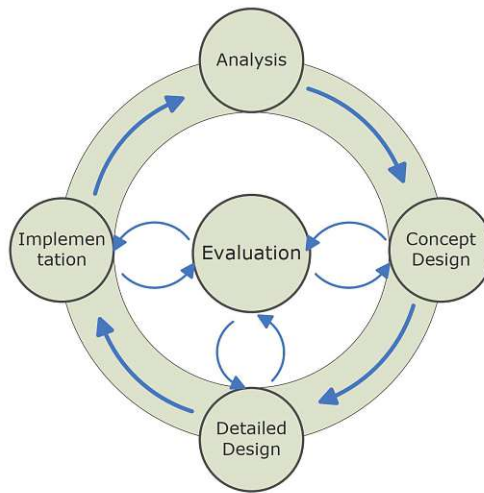 Analysis
Implemen
tation
Evaluation
Concept
Design
Detailed
Design